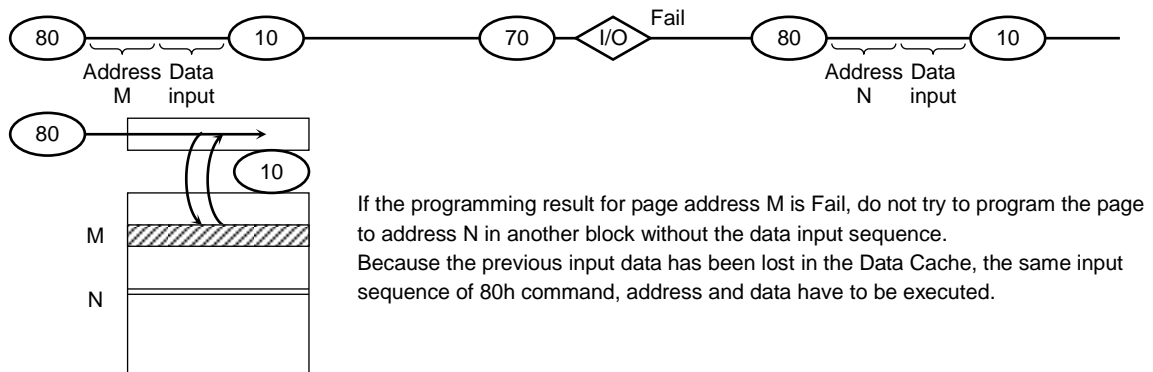 Fail
80 10 70 I/O 80 10
Address Data Address Data
M input N input
80
10
If the programming result for page address M is Fail, do not try to program the page
M
to address N in another block without the data input sequence.
Because the previous input data has been lost in the Data Cache, the same input
N
sequence of 80h command, address and data have to be executed.